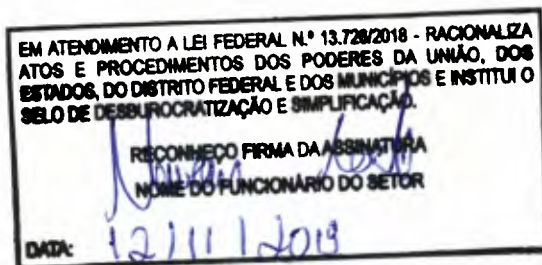 EM ATENDIMENTO A LEI FEDERAL N.º 13.726/2018 - RACIONALIZA
ATOS E PROCEDIMENTOS DOS PODERES DA UNIÃO, DOS
ESTADOS, DO DISTRITO FEDERAL E DOS MUNICÍPIOS E INSTITUI O
SELO DE DESBUROCRATIZAÇÃO E SIMPLIFICAÇÃO.
RECONHEÇO FIRMA DA ASSINATURA
NOME DO FUNCIONÁRIO DO SETOR
DATA: 12/11/2019